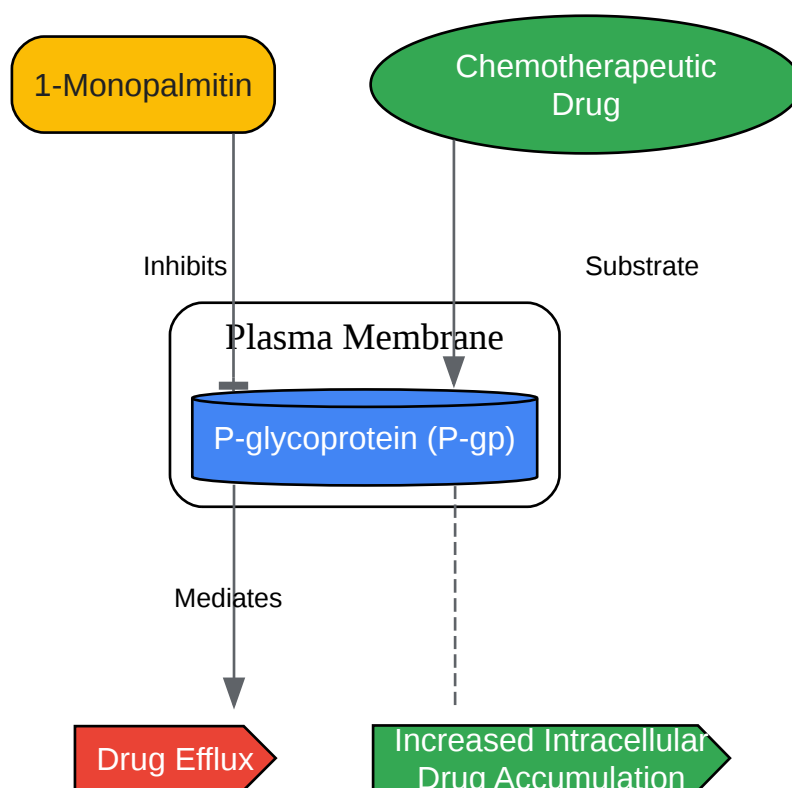 1-Monopalmitin
Chemotherapeutic
Drug
Inhibits
Substrate
Plasma Membrane
P-glycoprotein (P-gp)
Mediates
Drug Efflux
Increased Intracellular
Drug Accumulation